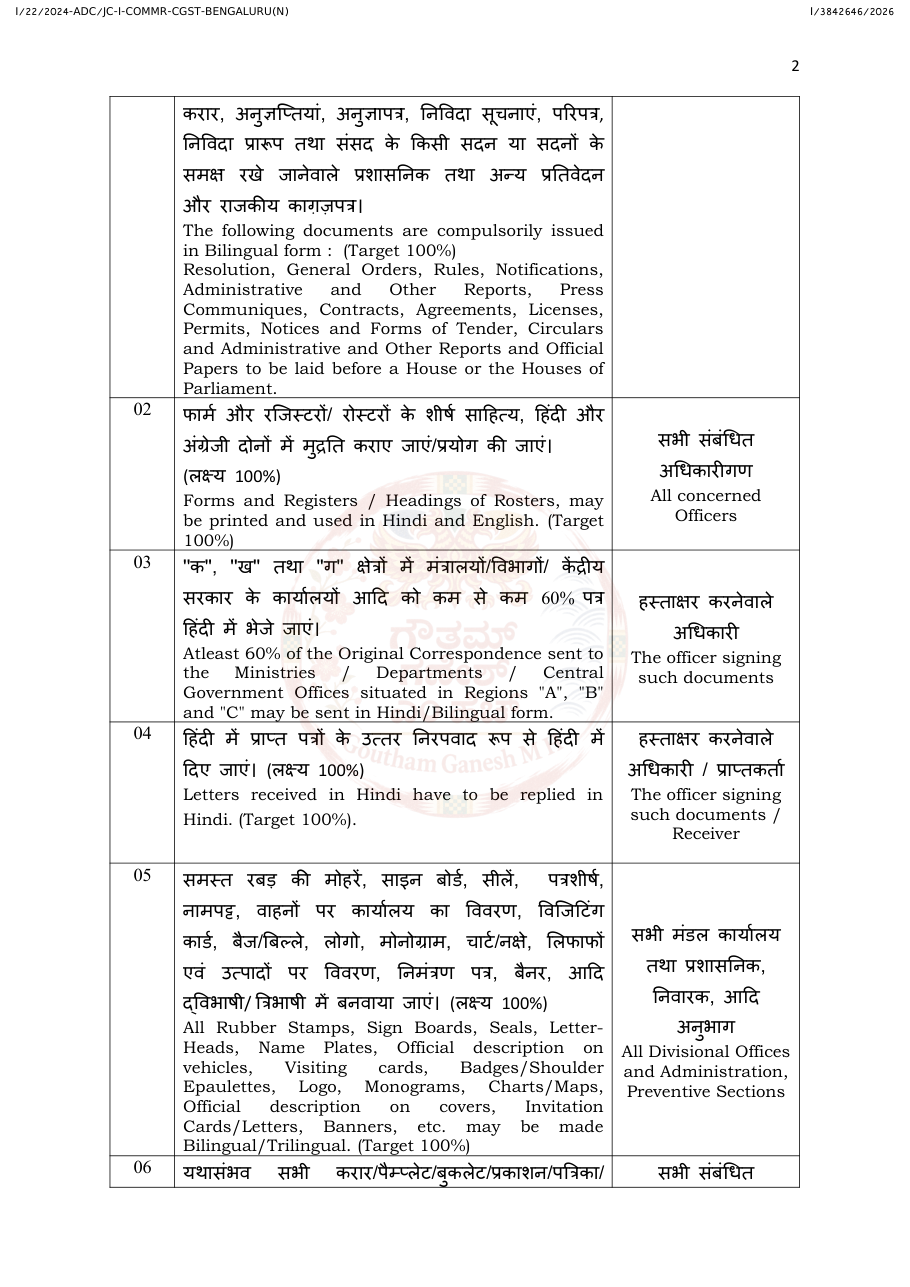 I/22/2024-ADC/JC-I-COMMR-CGST-BENGALURU(N)
I/3842646/2026
2
करार, अनुज्ञप्तियां, अनुज्ञापत्र, निविदा सूचनाएं, परिपत्र,
निविदा प्रारूप तथा संसद के किसी सदन या सदनों के
समक्ष रखे जानेवाले प्रशासनिक तथा अन्य प्रतिवेदन
और राजकीय काग़ज़पत्र।
The following documents are compulsorily issued
in Bilingual form : (Target 100%)
Resolution, General Orders, Rules, Notifications,
Administrative and Other Reports, Press
Communiques, Contracts, Agreements, Licenses,
Permits, Notices and Forms of Tender, Circulars
and Administrative and Other Reports and Official
Papers to be laid before a House or the Houses of
Parliament.
02
फार्म और रजिस्टरों/ रोस्टरों के शीर्ष साहित्य, हिंदी और
अंग्रेजी दोनों में मुद्रति कराए जाएं/प्रयोग की जाएं।
(लक्ष्य 100%)
Forms and Registers / Headings of Rosters, may
be printed and used in Hindi and English. (Target
100%)
सभी संबंधित
अधिकारीगण
All concerned
Officers
03
"क", "ख" तथा "ग" क्षेत्रों में मंत्रालयों/विभागों/ केंद्रीय
सरकार के कार्यालयों आदि को कम से कम 60% पत्र
हिंदी में भेजे जाएं।
Atleast 60% of the Original Correspondence sent to
the Ministries / Departments / Central
Government Offices situated in Regions "A", "B"
and "C" may be sent in Hindi/Bilingual form.
हस्ताक्षर करनेवाले
अधिकारी
The officer signing
such documents
04
हिंदी में प्राप्त पत्रों के उत्तर निरपवाद रूप से हिंदी में
दिए जाएं। (लक्ष्य 100%)
Letters received in Hindi have to be replied in
Hindi. (Target 100%).
हस्ताक्षर करनेवाले
अधिकारी / प्राप्तकर्ता
The officer signing
such documents /
Receiver
05
समस्त रबड़ की मोहरें, साइन बोर्ड, सीलें, पत्रशीर्ष,
नामपट्ट, वाहनों पर कार्यालय का विवरण, विजिटिंग
कार्ड, बैज/बिल्ले, लोगो, मोनोग्राम, चार्ट/नक्षे, लिफाफों
एवं उत्पादों पर विवरण, निमंत्रण पत्र, बैनर, आदि
द्विभाषी/ त्रिभाषी में बनवाया जाएं। (लक्ष्य 100%)
All Rubber Stamps, Sign Boards, Seals, Letter-
Heads, Name Plates, Official description on
vehicles, Visiting cards, Badges/Shoulder
Epaulettes, Logo, Monograms, Charts/Maps,
Official description on covers, Invitation
Cards/Letters, Banners, etc. may be made
Bilingual/Trilingual. (Target 100%)
सभी मंडल कार्यालय
तथा प्रशासनिक,
निवारक, आदि
अनुभाग
All Divisional Offices
and Administration,
Preventive Sections
06
यथासंभव सभी करार/पैम्प्लेट/बुकलेट/प्रकाशन/पत्रिका/
सभी संबंधित
ಗೌತಮ್
ಗಣೇಶ್
Goutham Ganesh M